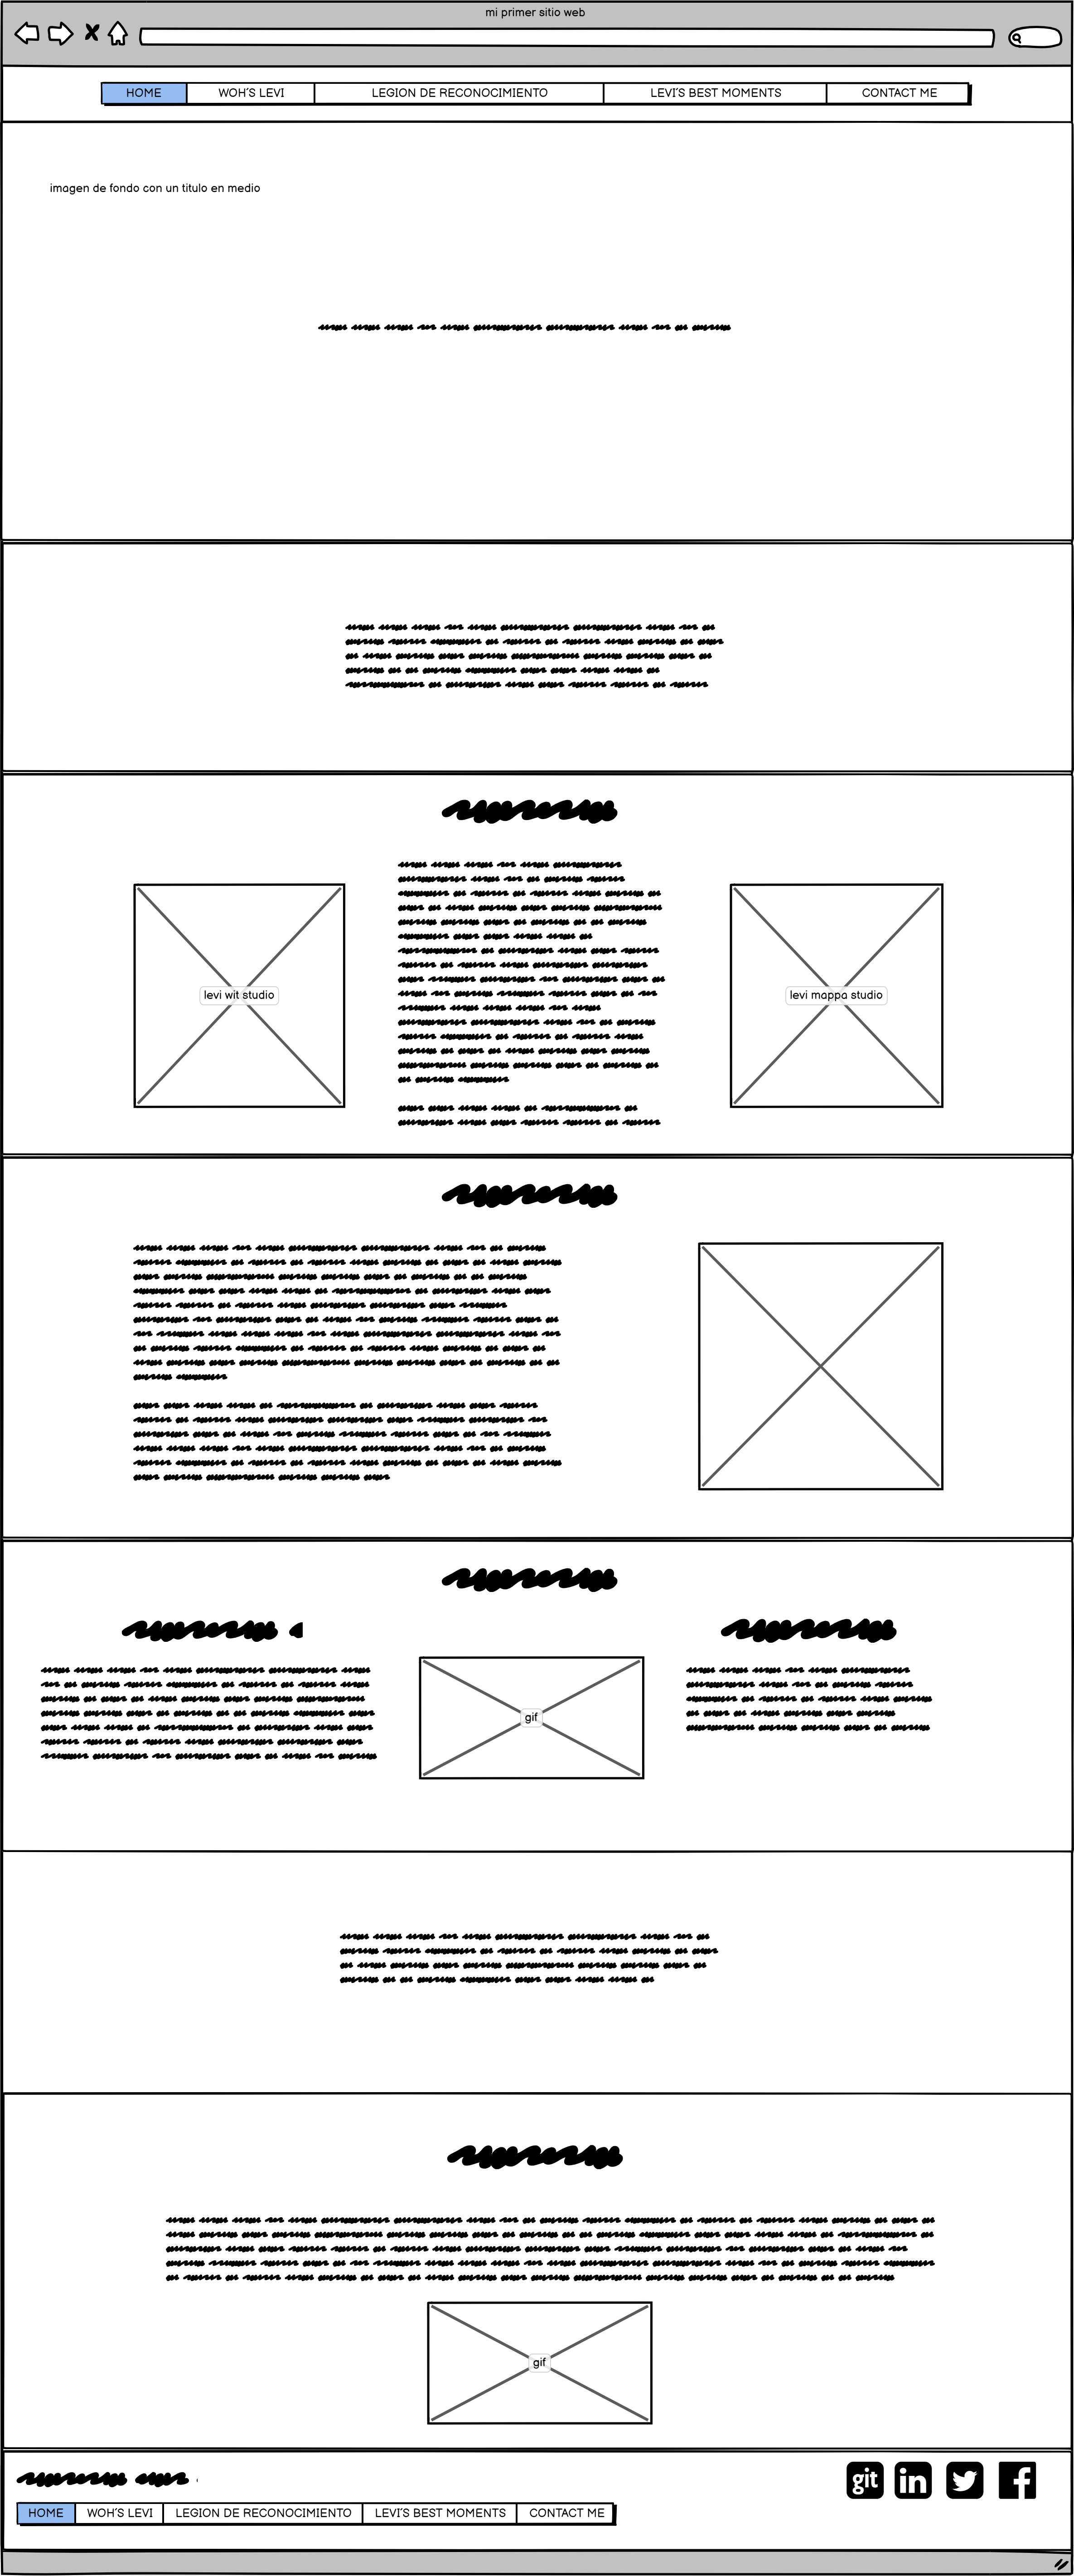 mi primer sitio web
HOME WOH'S LEVI LEGION DE RECONOCIMIENTO LEVI'S BEST MOMENTS CONTACT ME
imagen de fondo con un titulo en medio
levi wit studio
levi mappa studio
gif
gif
git in
HOME WOH'S LEVI LEGION DE RECONOCIMIENTO LEVI'S BEST MOMENTS CONTACT ME